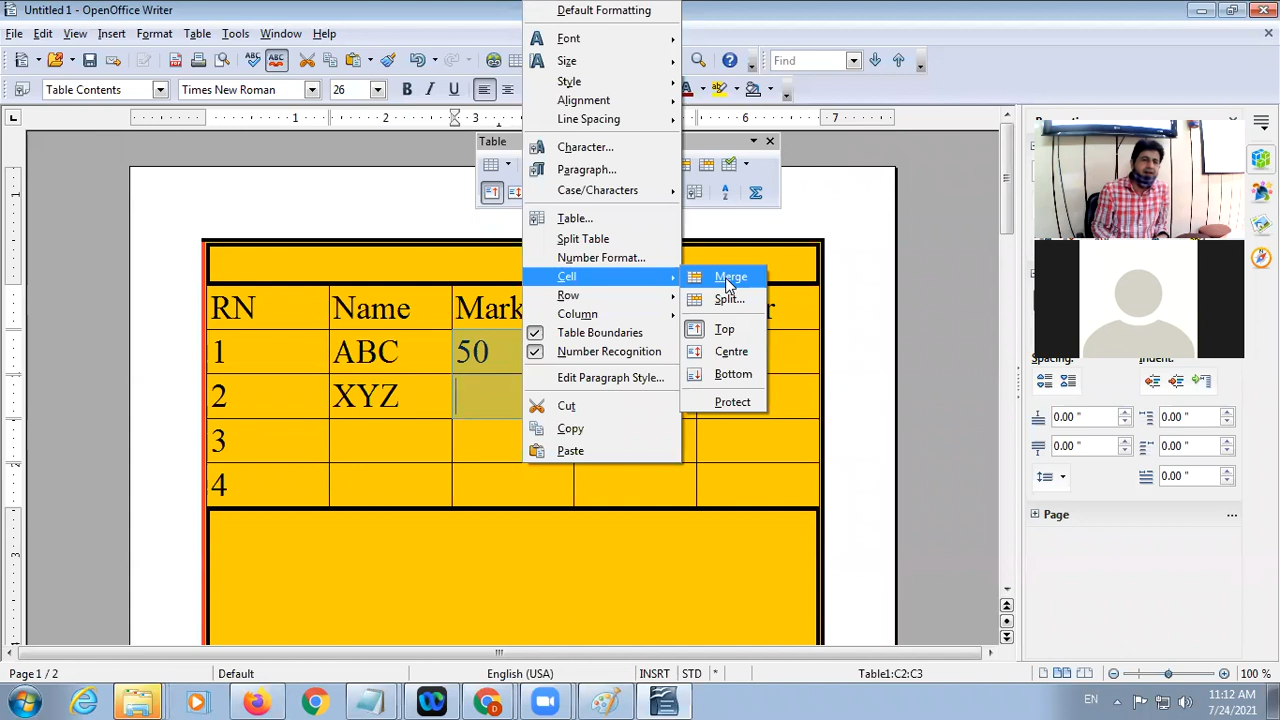 Untitled 1 - OpenOffice Writer
File Edit View Insert Format Table Tools Window Help
Find
Table Contents Times New Roman 26 B I U
1 2 3 6 7
Table
Default Formatting
Font
Size
Style
Alignment
Line Spacing
Character...
Paragraph...
Case/Characters
Table...
Split Table
Number Format...
Cell
Row
Column
Table Boundaries
Number Recognition
Edit Paragraph Style...
Cut
Copy
Paste
Merge
Split...
Top
Centre
Bottom
Protect
RN Name Mark
1 ABC 50
2 XYZ
3
4
Spacing: Indent:
0.00 " 0.00 "
0.00 " 0.00 "
0.00 "
Page
Page 1 / 2 Default English (USA) INSRT STD * Table1:C2:C3 100 %
EN 11:12 AM
7/24/2021